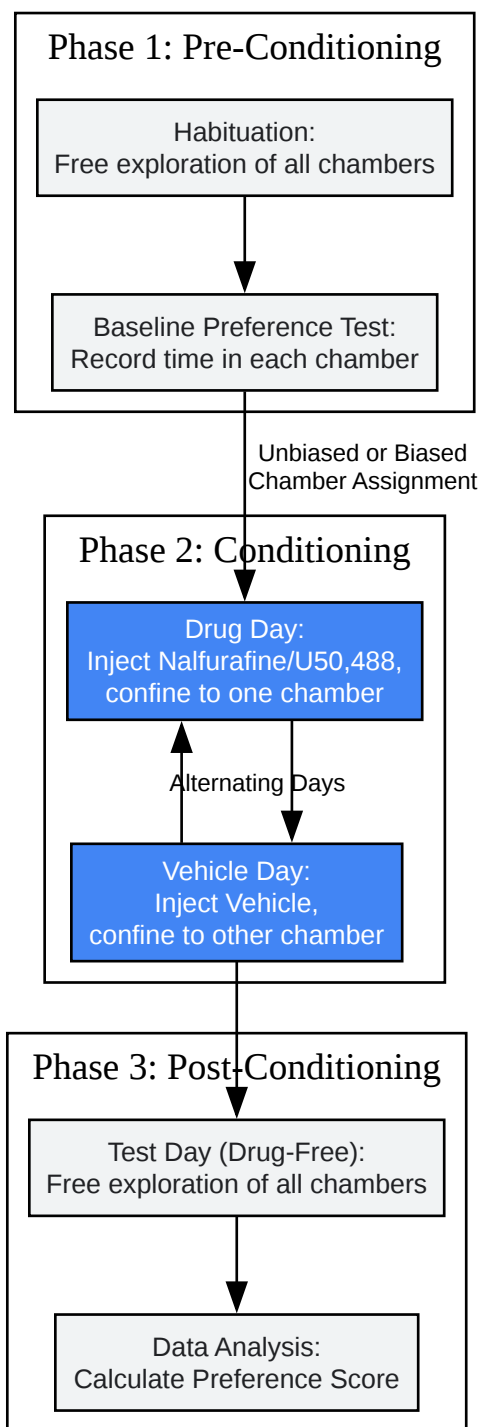 Phase 1: Pre-Conditioning
Habituation:
Free exploration of all chambers
Baseline Preference Test:
Record time in each chamber
Unbiased or Biased
Chamber Assignment
Phase 2: Conditioning
Drug Day:
Inject Nalfurafine/U50,488,
confine to one chamber
Alternating Days
Vehicle Day:
Inject Vehicle,
confine to other chamber
Phase 3: Post-Conditioning
Test Day (Drug-Free):
Free exploration of all chambers
Data Analysis:
Calculate Preference Score